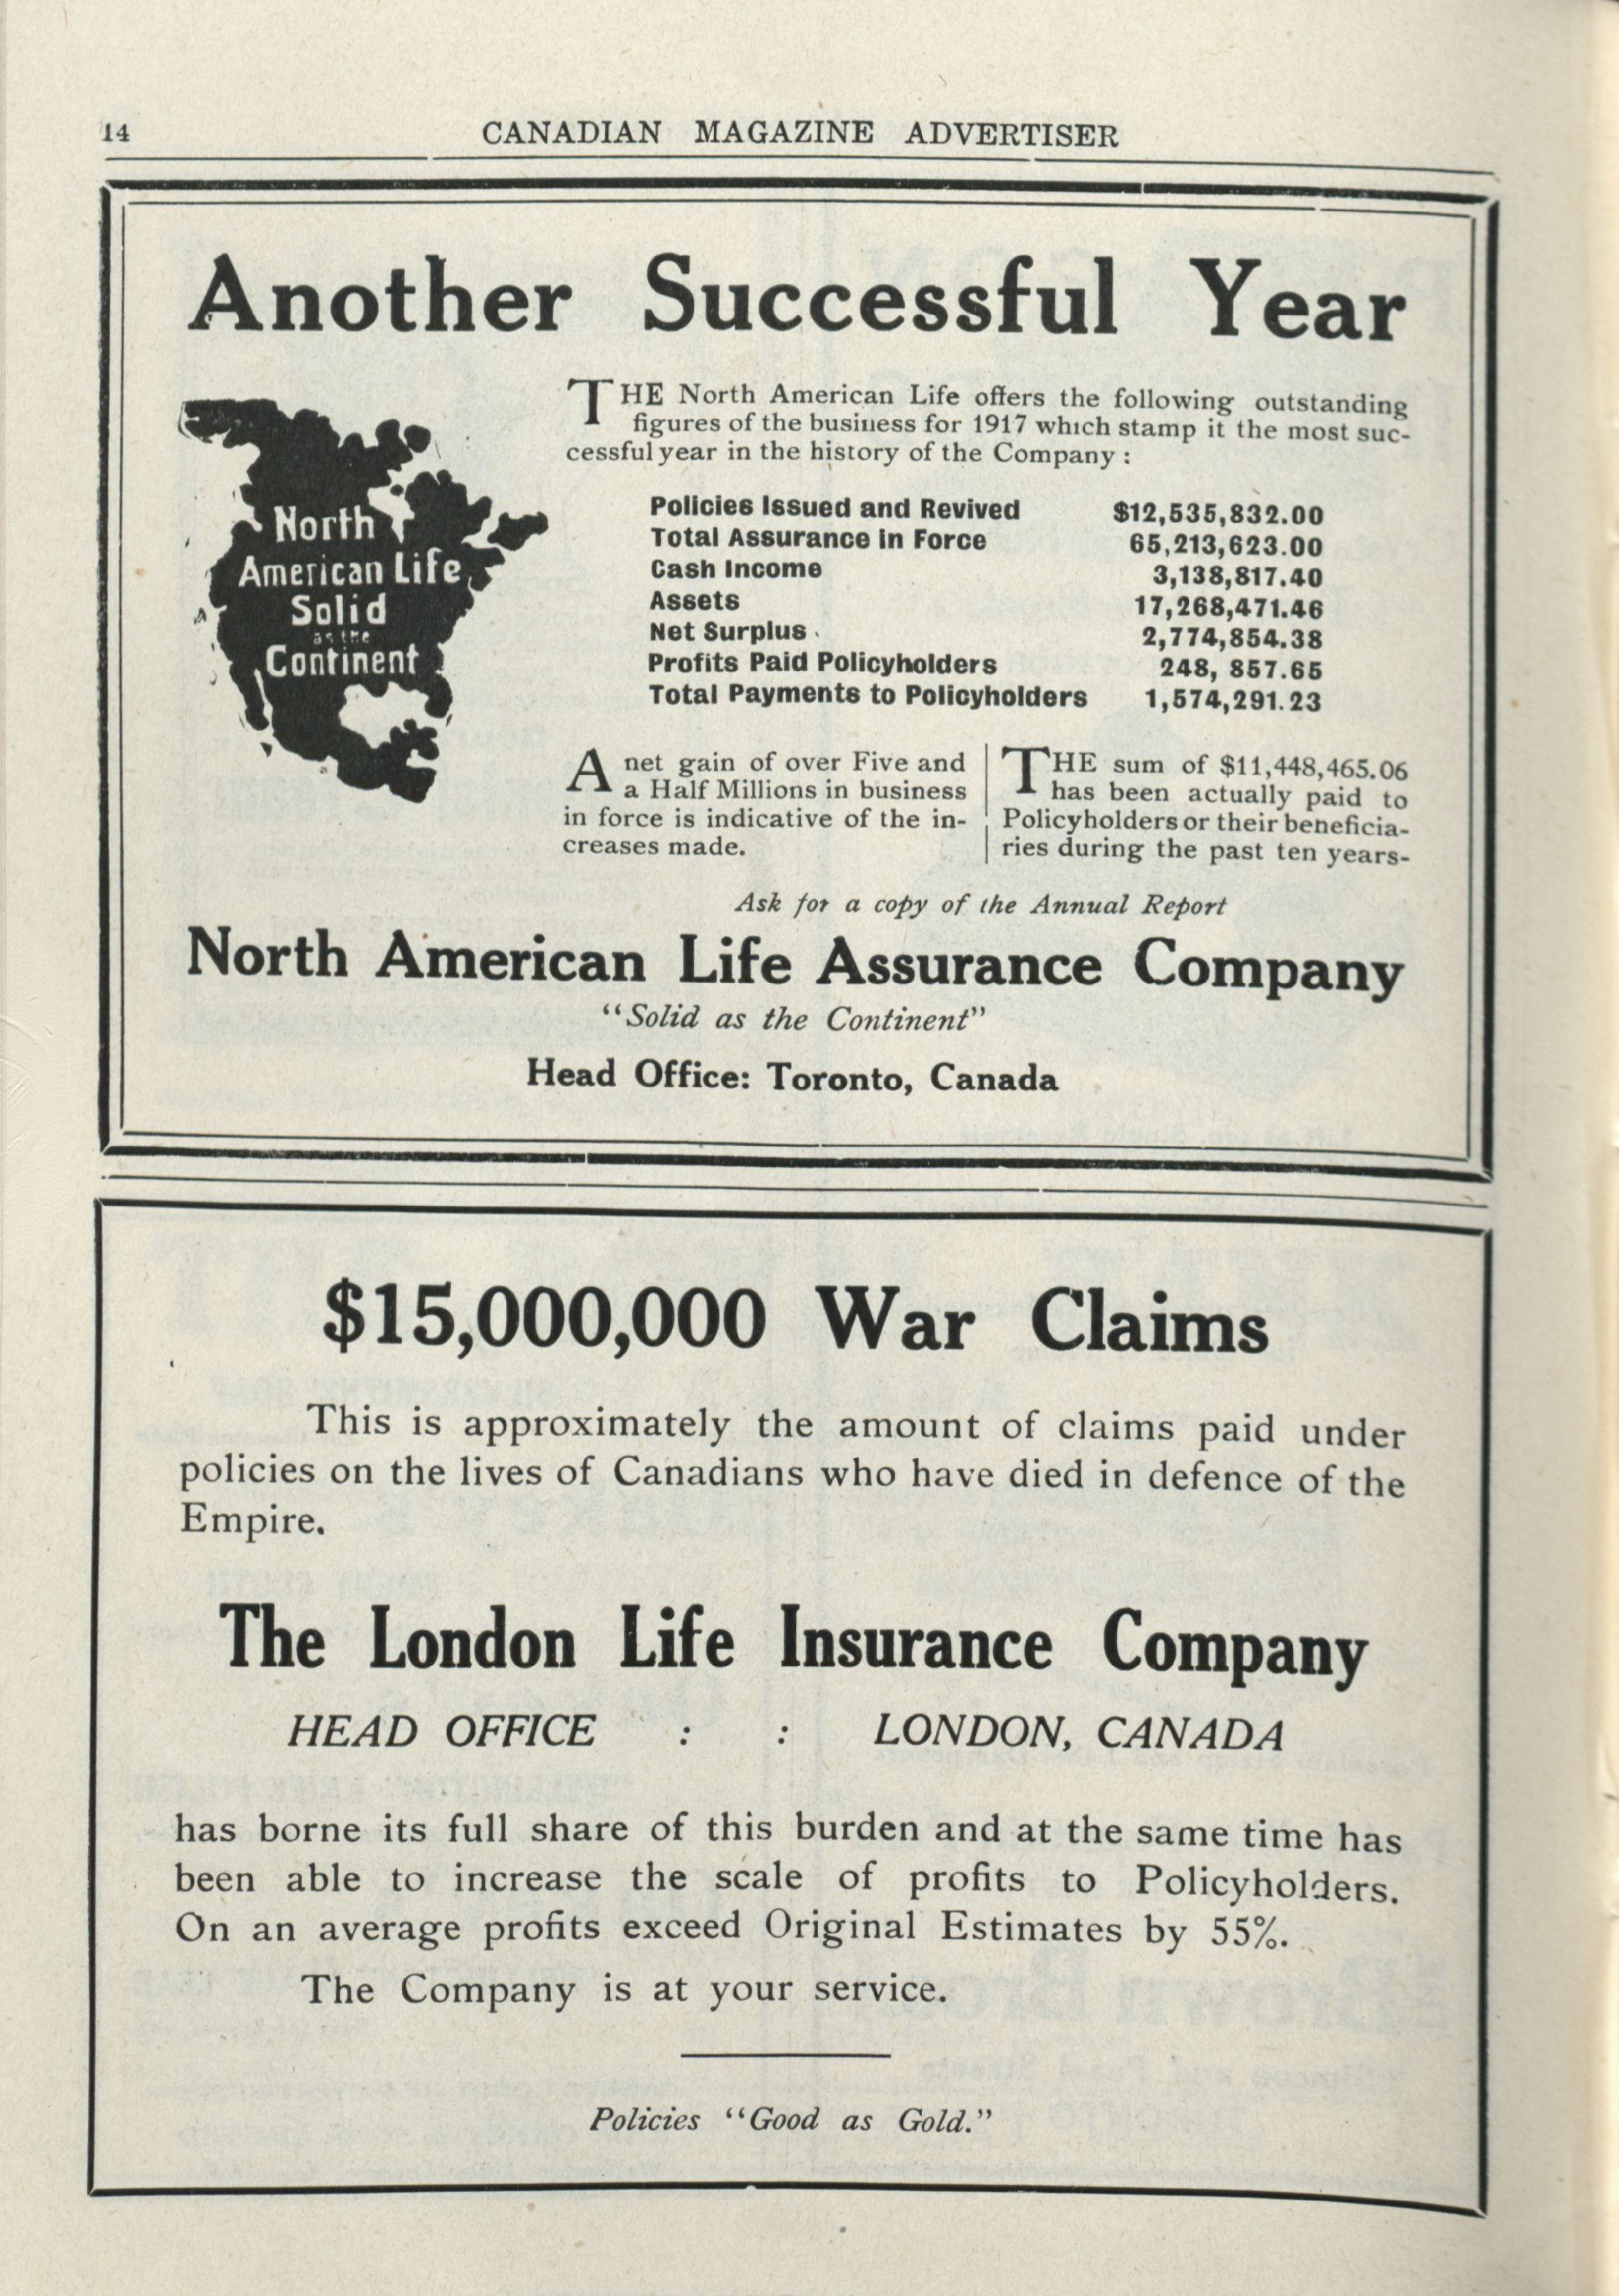 14
CANADIAN MAGAZINE ADVERTISER
Another Successful Year
North
American Life
Solid
as the
Continent
THE North American Life offers the following outstanding
figures of the business for 1917 which stamp it the most suc-
cessful year in the history of the Company :
Policies Issued and Revived $12,535,832.00
Total Assurance in Force 65,213,623.00
Cash Income 3,138,817.40
Assets 17,268,471.46
Net Surplus 2,774,854.38
Profits Paid Policyholders 248, 857.65
Total Payments to Policyholders 1,574,291.23
A net gain of over Five and
a Half Millions in business
in force is indicative of the in-
creases made.
THE sum of $11,448,465.06
has been actually paid to
Policyholders or their beneficia-
ries during the past ten years-
Ask for a copy of the Annual Report
North American Life Assurance Company
"Solid as the Continent"
Head Office: Toronto, Canada
$15,000,000 War Claims
This is approximately the amount of claims paid under
policies on the lives of Canadians who have died in defence of the
Empire.
The London Life Insurance Company
HEAD OFFICE : : LONDON, CANADA
has borne its full share of this burden and at the same time has
been able to increase the scale of profits to Policyholders.
On an average profits exceed Original Estimates by 55%.
The Company is at your service.
Policies "Good as Gold."